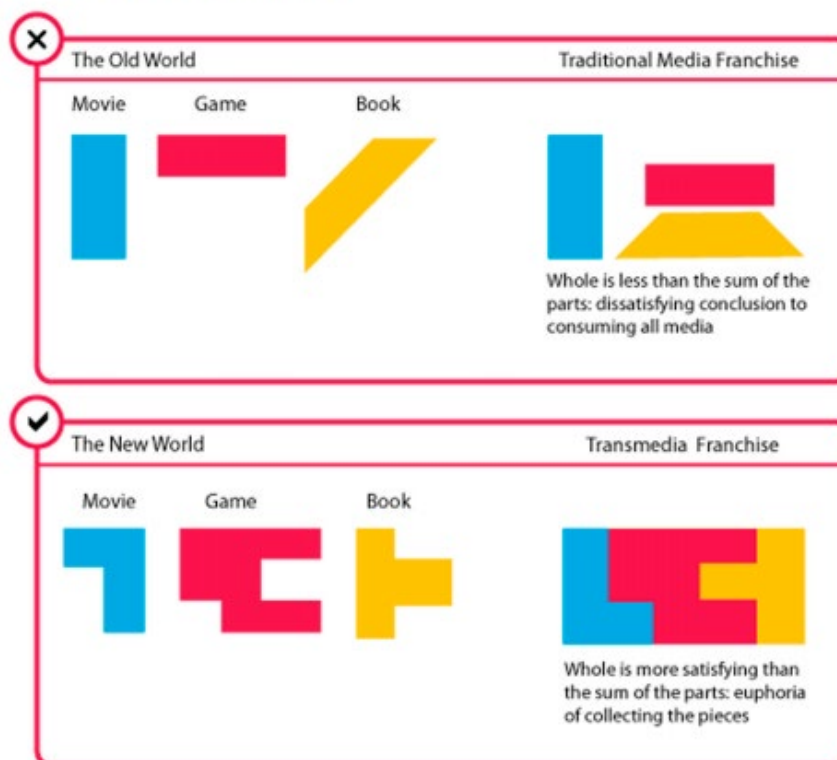 The Old World
Traditional Media Franchise
Movie
Game
Book
Whole is less than the sum of the
parts: dissatisfying conclusion to
consuming all media
The New World
Transmedia Franchise
Movie
Game
Book
Whole is more satisfying than
the sum of the parts: euphoria
of collecting the pieces